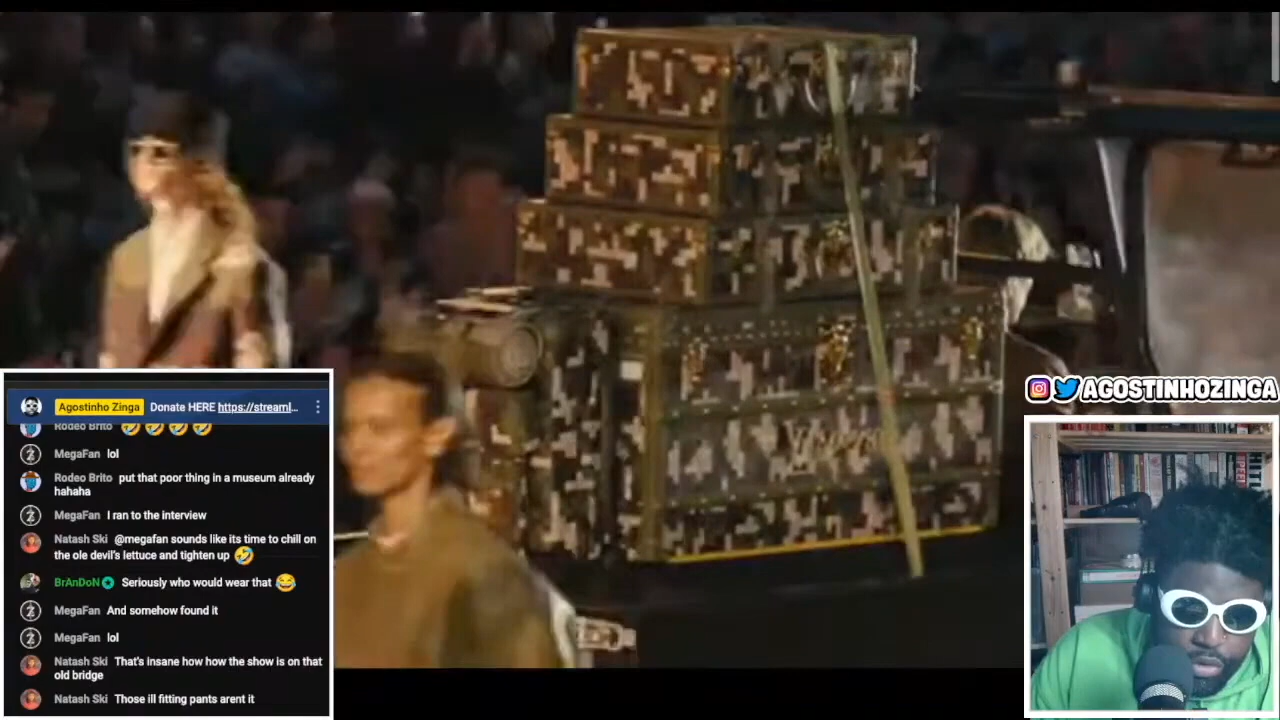 AGOSTINHOZINGA
Agostinho Zinga Donate HERE https://streaml...
Rodeo Brito
MegaFan lol
Rodeo Brito put that poor thing in a museum already
hahaha
MegaFan I ran to the interview
Natash Ski @megafan sounds like its time to chill on
the ole devil's lettuce and tighten up
BrAnDoN Seriously who would wear that
MegaFan And somehow found it
MegaFan lol
Natash Ski That's insane how how the show is on that
old bridge
Natash Ski Those ill fitting pants arent it